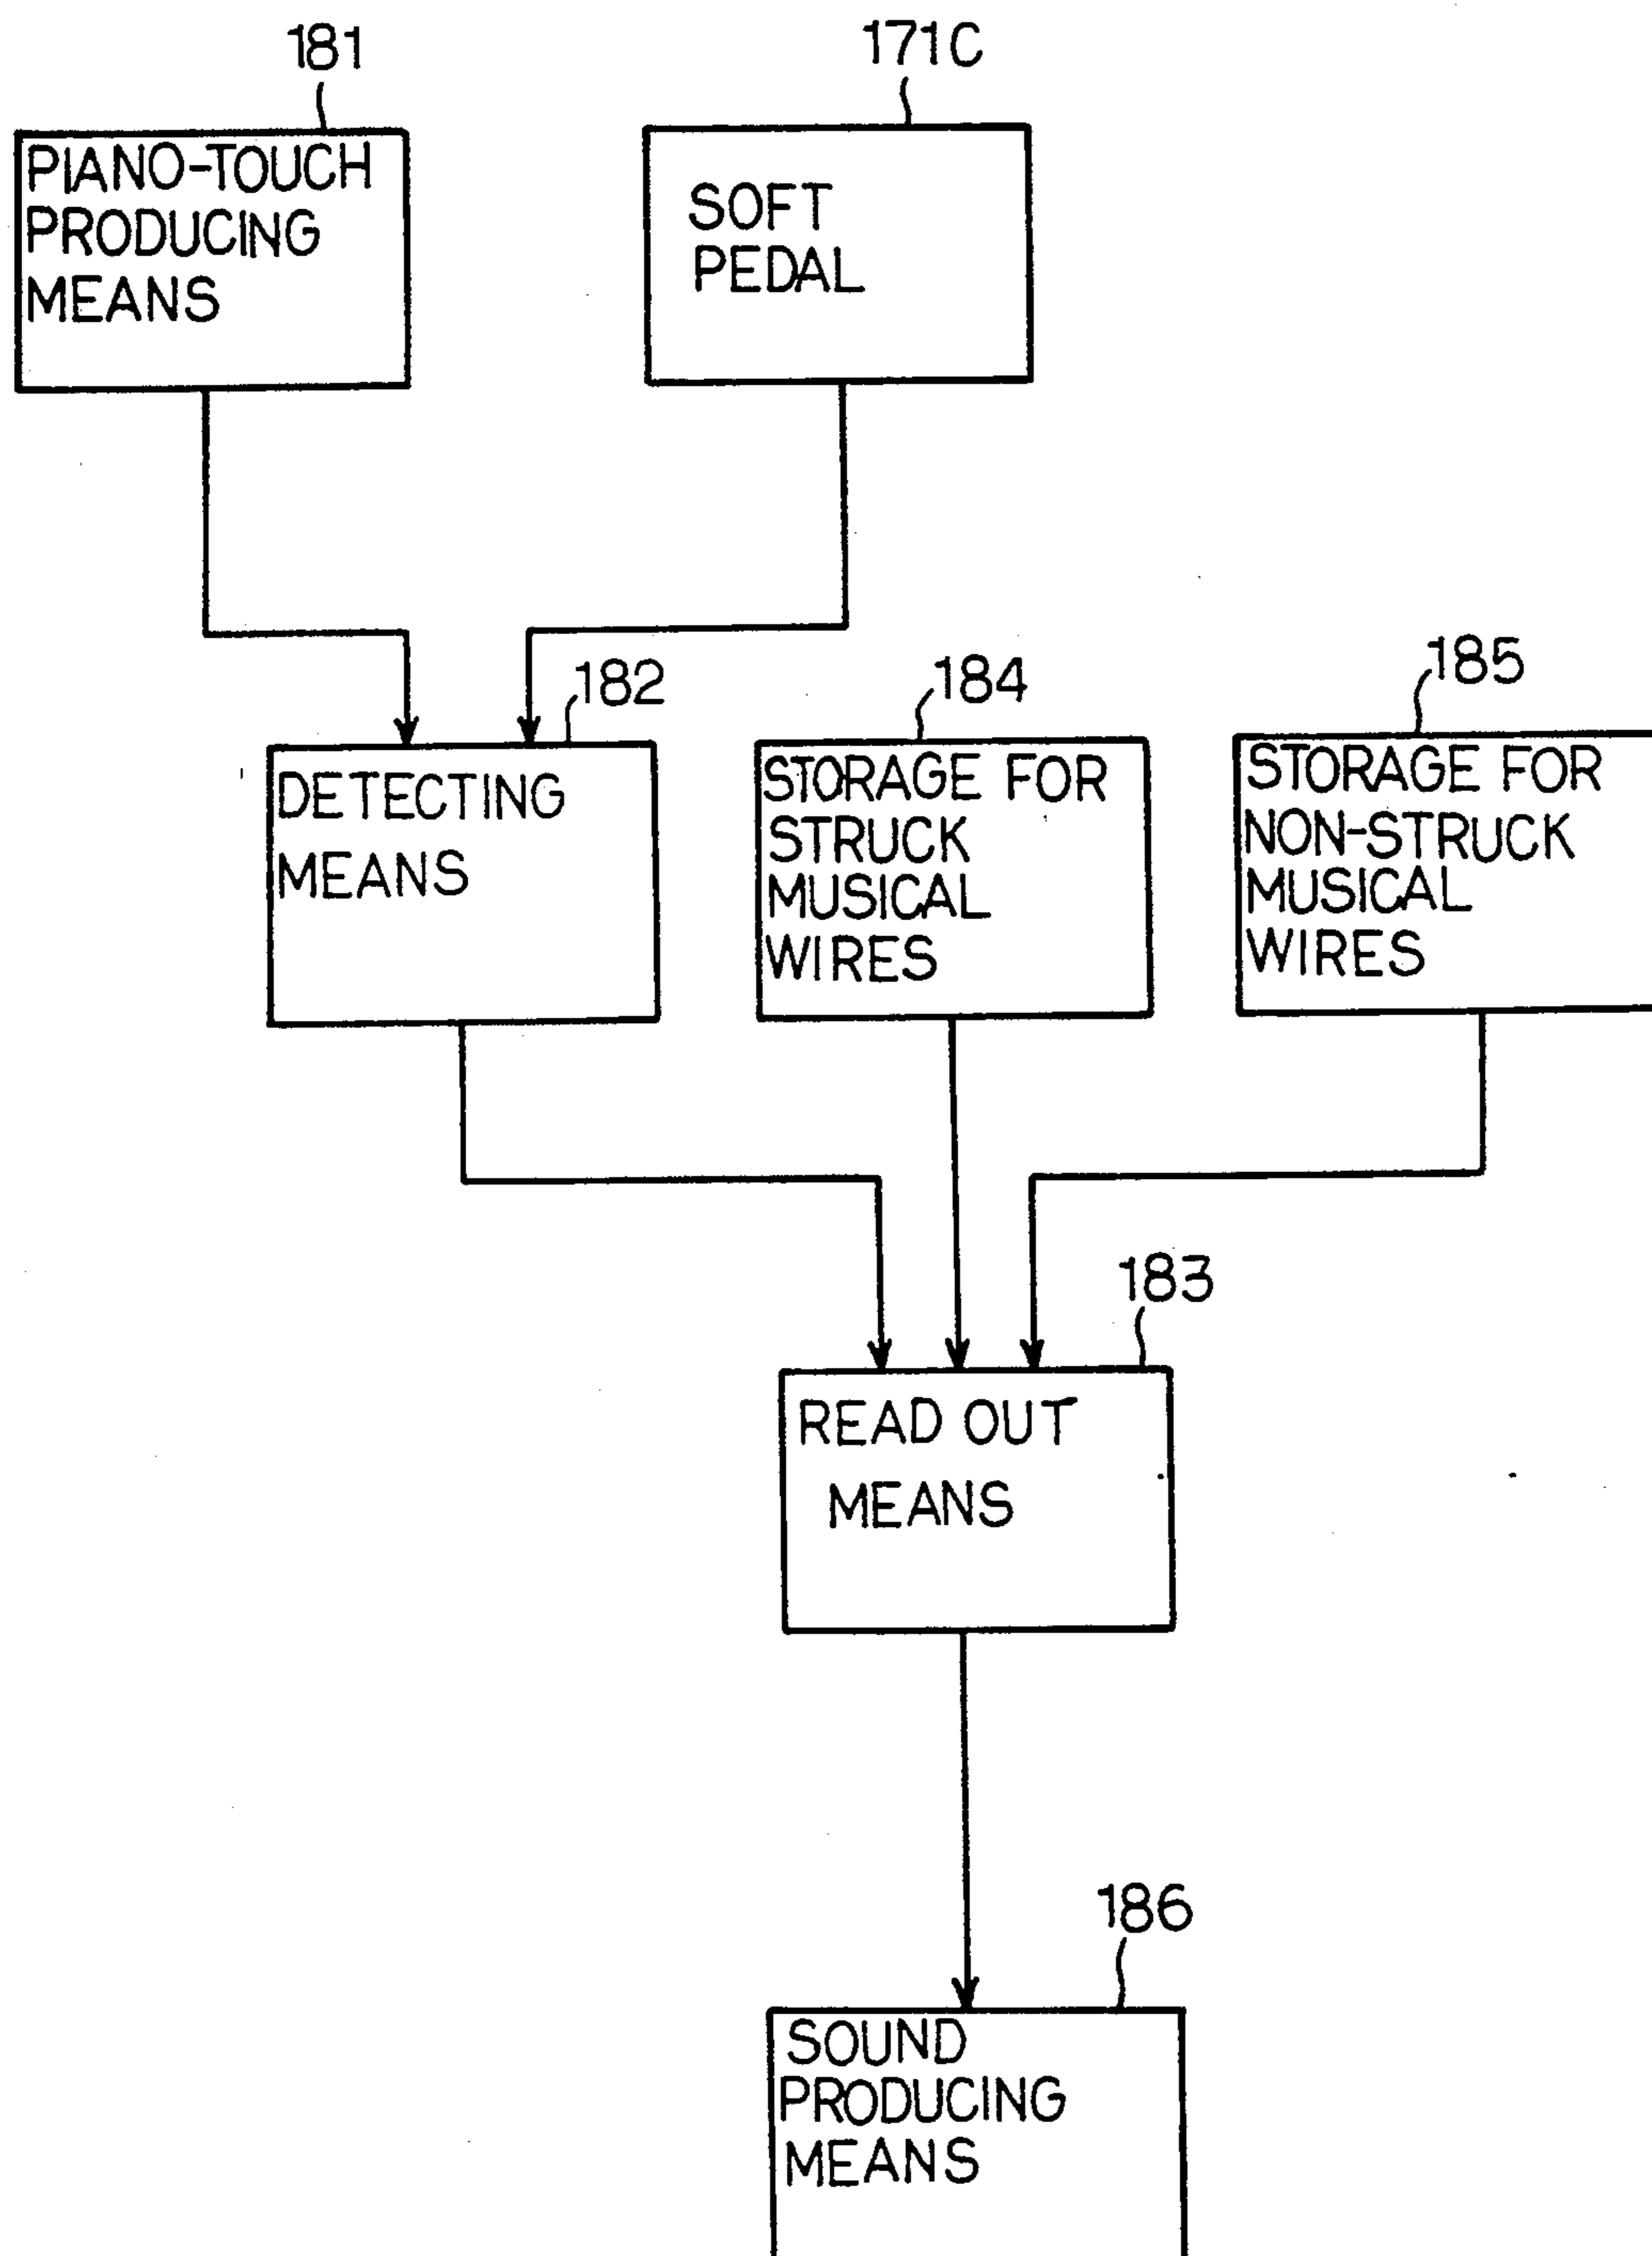 181
171C
PIANO-TOUCH
PRODUCING
MEANS
SOFT
PEDAL
182
184
185
DETECTING
MEANS
STORAGE FOR
STRUCK
MUSICAL
WIRES
STORAGE FOR
NON-STRUCK
MUSICAL
WIRES
183
READ OUT
MEANS
186
SOUND
PRODUCING
MEANS